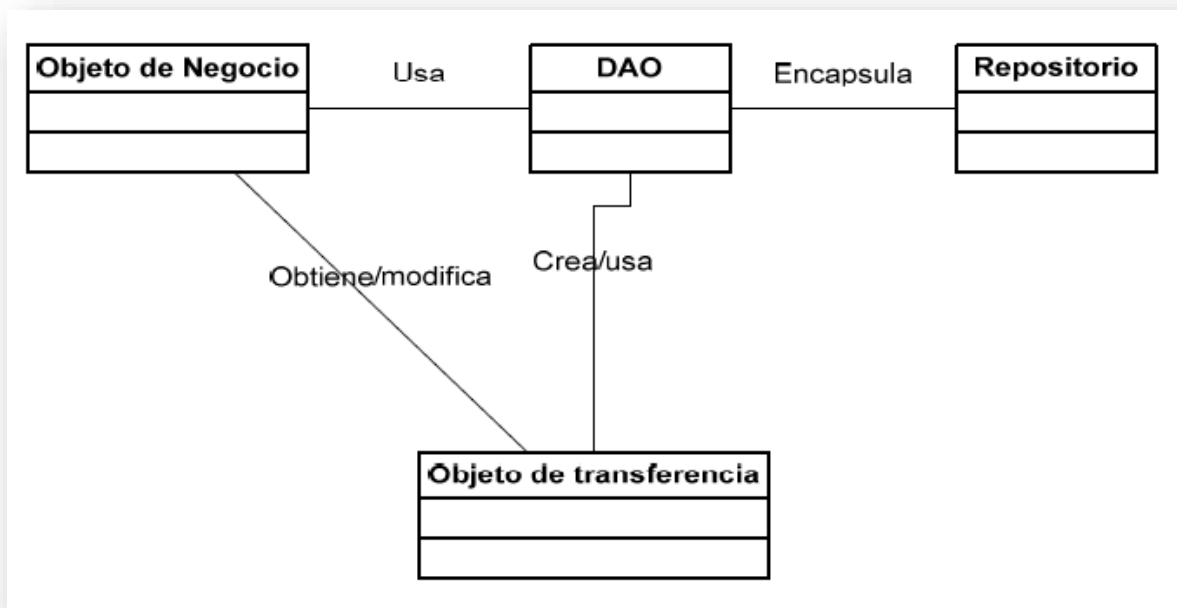 Objeto de Negocio
Usa
DAO
Encapsula
Repositorio
Obtiene/modifica
Crea/usa
Objeto de transferencia